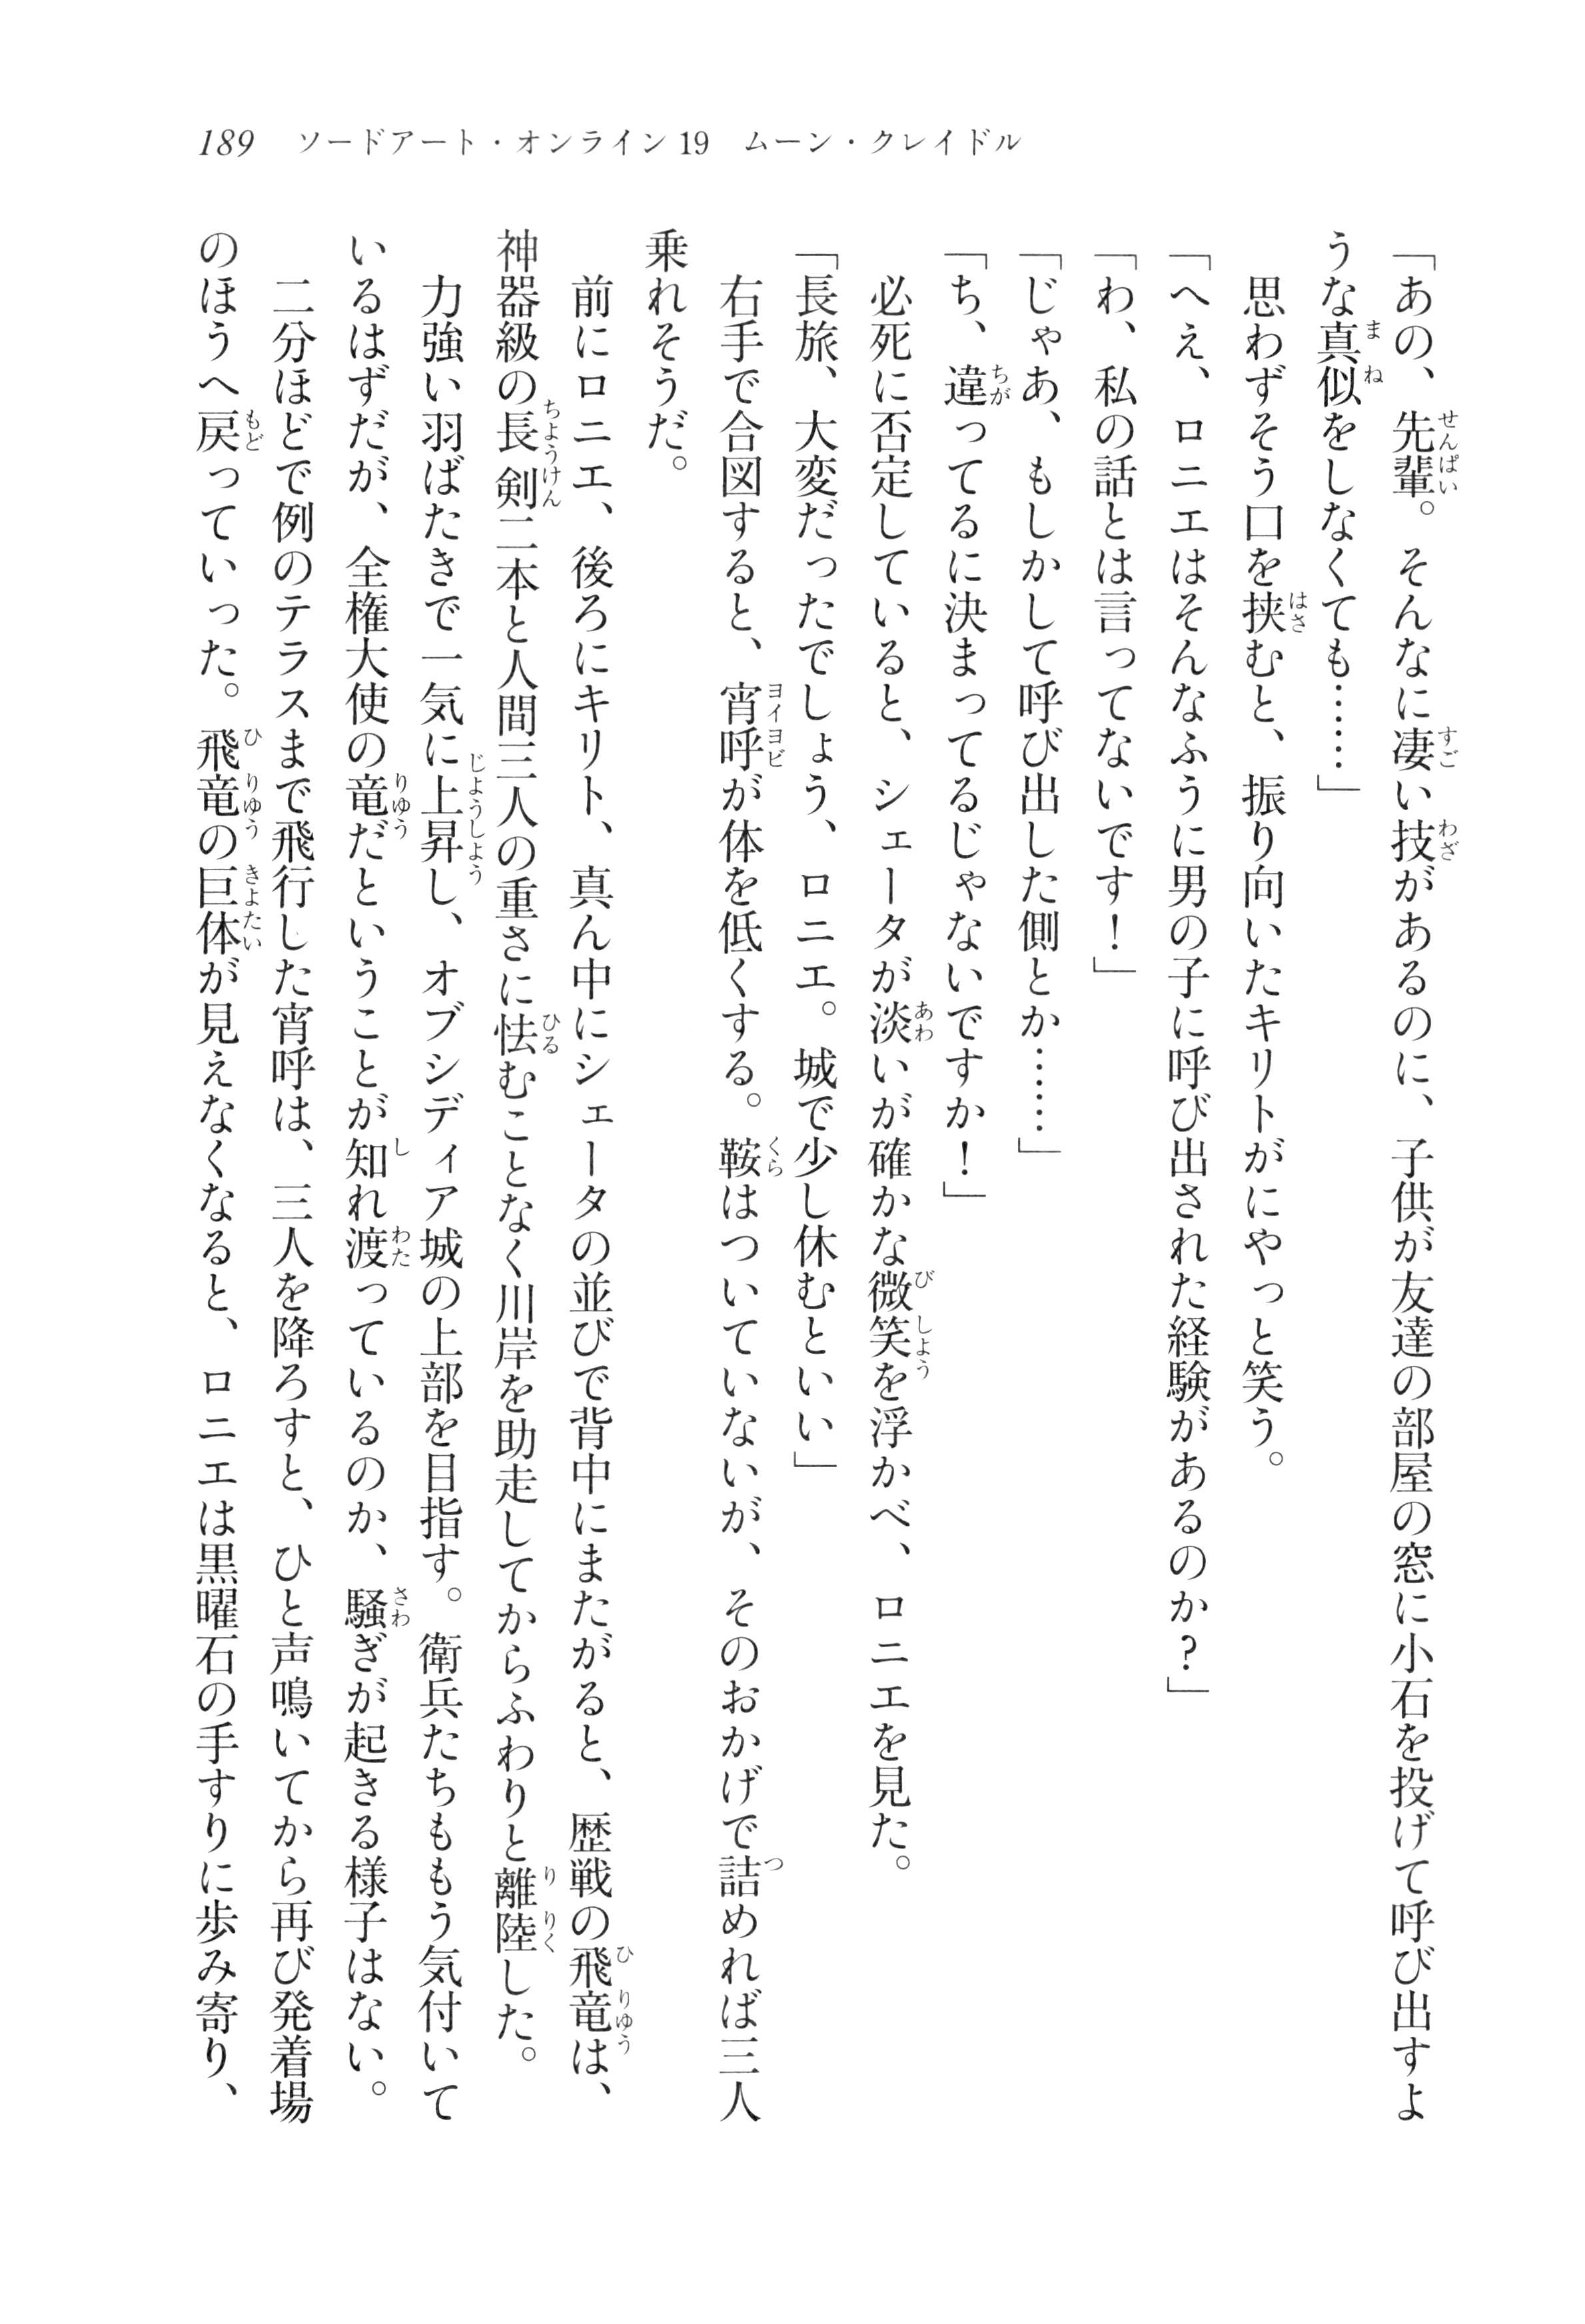 189 ソードアート・オンライン19 ムーン・クレイドル
「あの、先輩。そんなに凄い技があるのに、子供が友達の部屋の窓に小石を投げて呼び出すよ
うな真似をしなくても……」
思わずそう口を挟むと、振り向いたキリトがにやっと笑う。
「へえ、ロニエはそんなふうに男の子に呼び出された経験があるのか？」
「わ、私の話とは言ってないです！」
「じゃあ、もしかして呼び出した側とか……」
「ち、違ってるに決まってるじゃないですか！」
必死に否定していると、シェータが淡いが確かな微笑を浮かべ、ロニエを見た。
「長旅、大変だったでしょう、ロニエ。城で少し休むといい」
右手で合図すると、宵呼が体を低くする。鞍はついていないが、そのおかげで詰めれば三人
乗れそうだ。
前にロニエ、後ろにキリト、真ん中にシェータの並びで背中にまたがると、歴戦の飛竜は、
神器級の長剣二本と人間三人の重さに怯むことなく川岸を助走してからふわりと離陸した。
力強い羽ばたきで一気に上昇し、オブシディア城の上部を目指す。衛兵たちももう気付いて
いるはずだが、全権大使の竜だということが知れ渡っているのか、騒ぎが起きる様子はない。
二分ほどで例のテラスまで飛行した宵呼は、三人を降ろすと、ひと声鳴いてから再び発着場
のほうへ戻っていった。飛竜の巨体が見えなくなると、ロニエは黒曜石の手すりに歩み寄り、